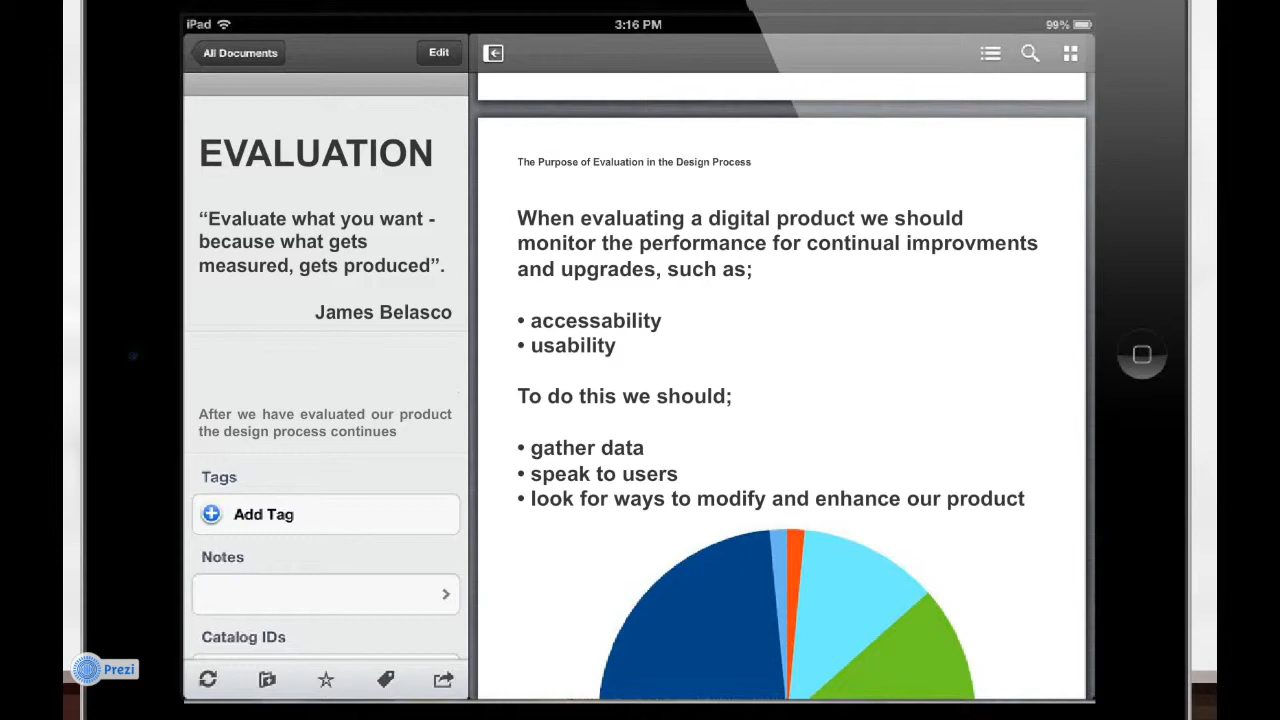 iPad
3:16 PM
99%
All Documents
Edit
EVALUATION
“Evaluate what you want -
because what gets
measured, gets produced”.
James Belasco
After we have evaluated our product
the design process continues
Tags
Add Tag
Notes
Catalog IDs
The Purpose of Evaluation in the Design Process
When evaluating a digital product we should
monitor the performance for continual improvments
and upgrades, such as;
• accessability
• usability
To do this we should;
• gather data
• speak to users
• look for ways to modify and enhance our product
Prezi